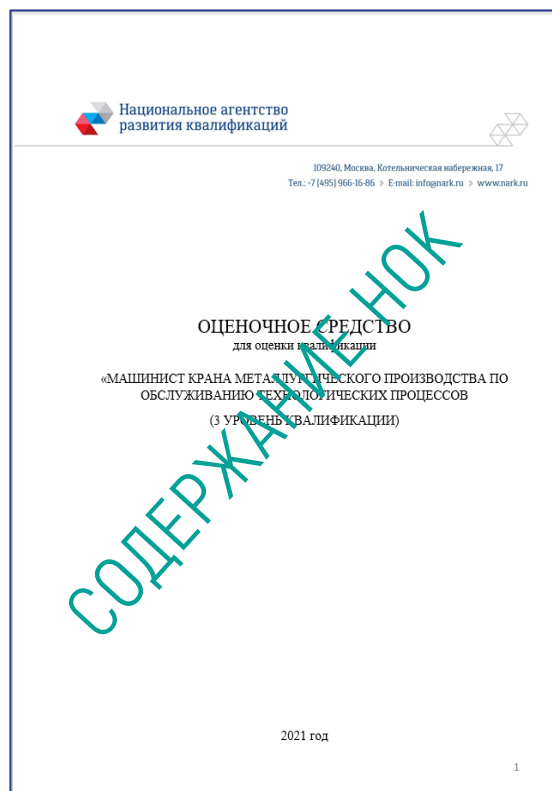 Национальное агентство
развития квалификаций
109240, Москва, Котельническая набережная, 17
Тел.: +7 (495) 966-16-86 > E-mail: info@nark.ru > www.nark.ru
ОЦЕНОЧНОЕ СРЕДСТВО
для оценки квалификации
«МАШИНИСТ КРАНА МЕТАЛЛУРГИЧЕСКОГО ПРОИЗВОДСТВА ПО
ОБСЛУЖИВАНИЮ ТЕХНОЛОГИЧЕСКИХ ПРОЦЕССОВ
(3 УРОВЕНЬ КВАЛИФИКАЦИИ)
СОДЕРЖАНИЕ НОК
2021 год
1